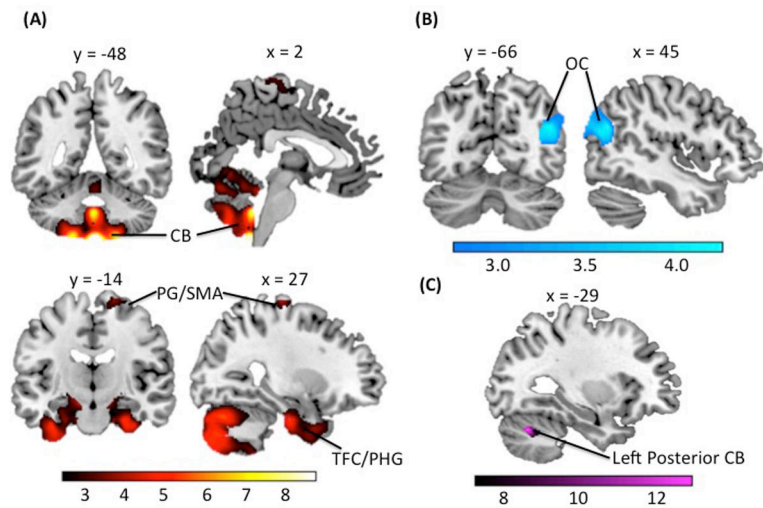 (A)
y = -48
x = 2
CB
y = -14
x = 27
PG/SMA
TFC/PHG
3 4 5 6 7 8
(B)
y = -66
x = 45
OC
3.0 3.5 4.0
(C)
x = -29
Left Posterior CB
8 10 12